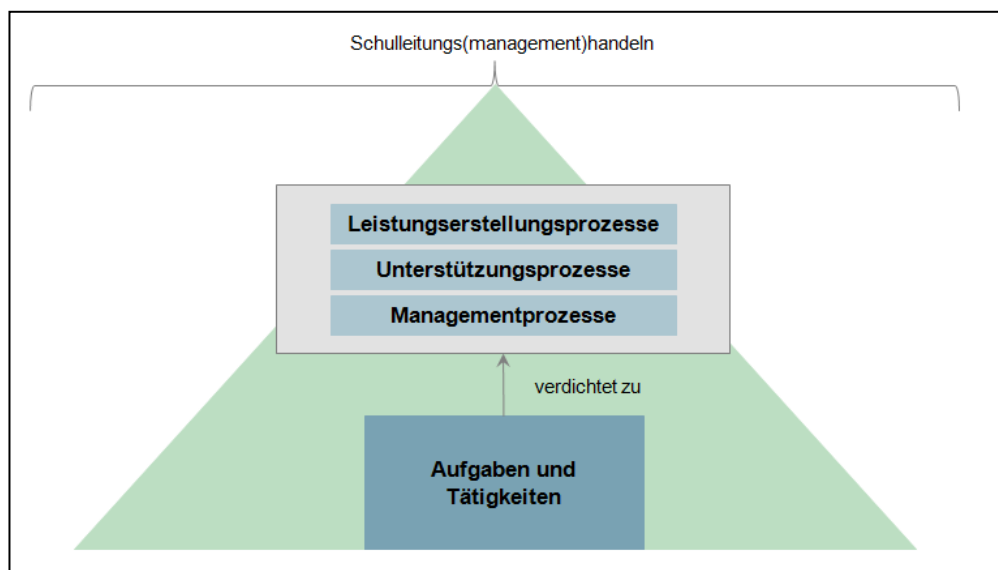 Schulleitungs(management)handeln
Leistungserstellungsprozesse
Unterstützungsprozesse
Managementprozesse
verdichtet zu
Aufgaben und
Tätigkeiten